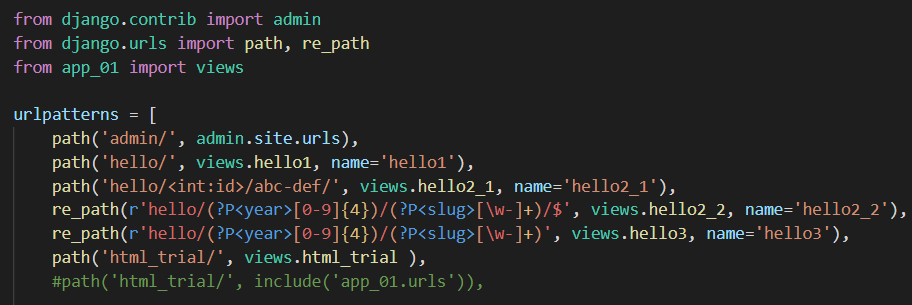 from django.contrib import admin
from django.urls import path, re_path
from app_01 import views
urlpatterns = [
path('admin/', admin.site.urls),
path('hello/', views.hello1, name='hello1'),
path('hello/<int:id>/abc-def/', views.hello2_1, name='hello2_1'),
re_path(r'hello/(?P<year>[0-9]{4})/(?P<slug>[\w-]+)/$', views.hello2_2, name='hello2_2'),
re_path(r'hello/(?P<year>[0-9]{4})/(?P<slug>[\w-]+)', views.hello3, name='hello3'),
path('html_trial/', views.html_trial ),
#path('html_trial/', include('app_01.urls')),